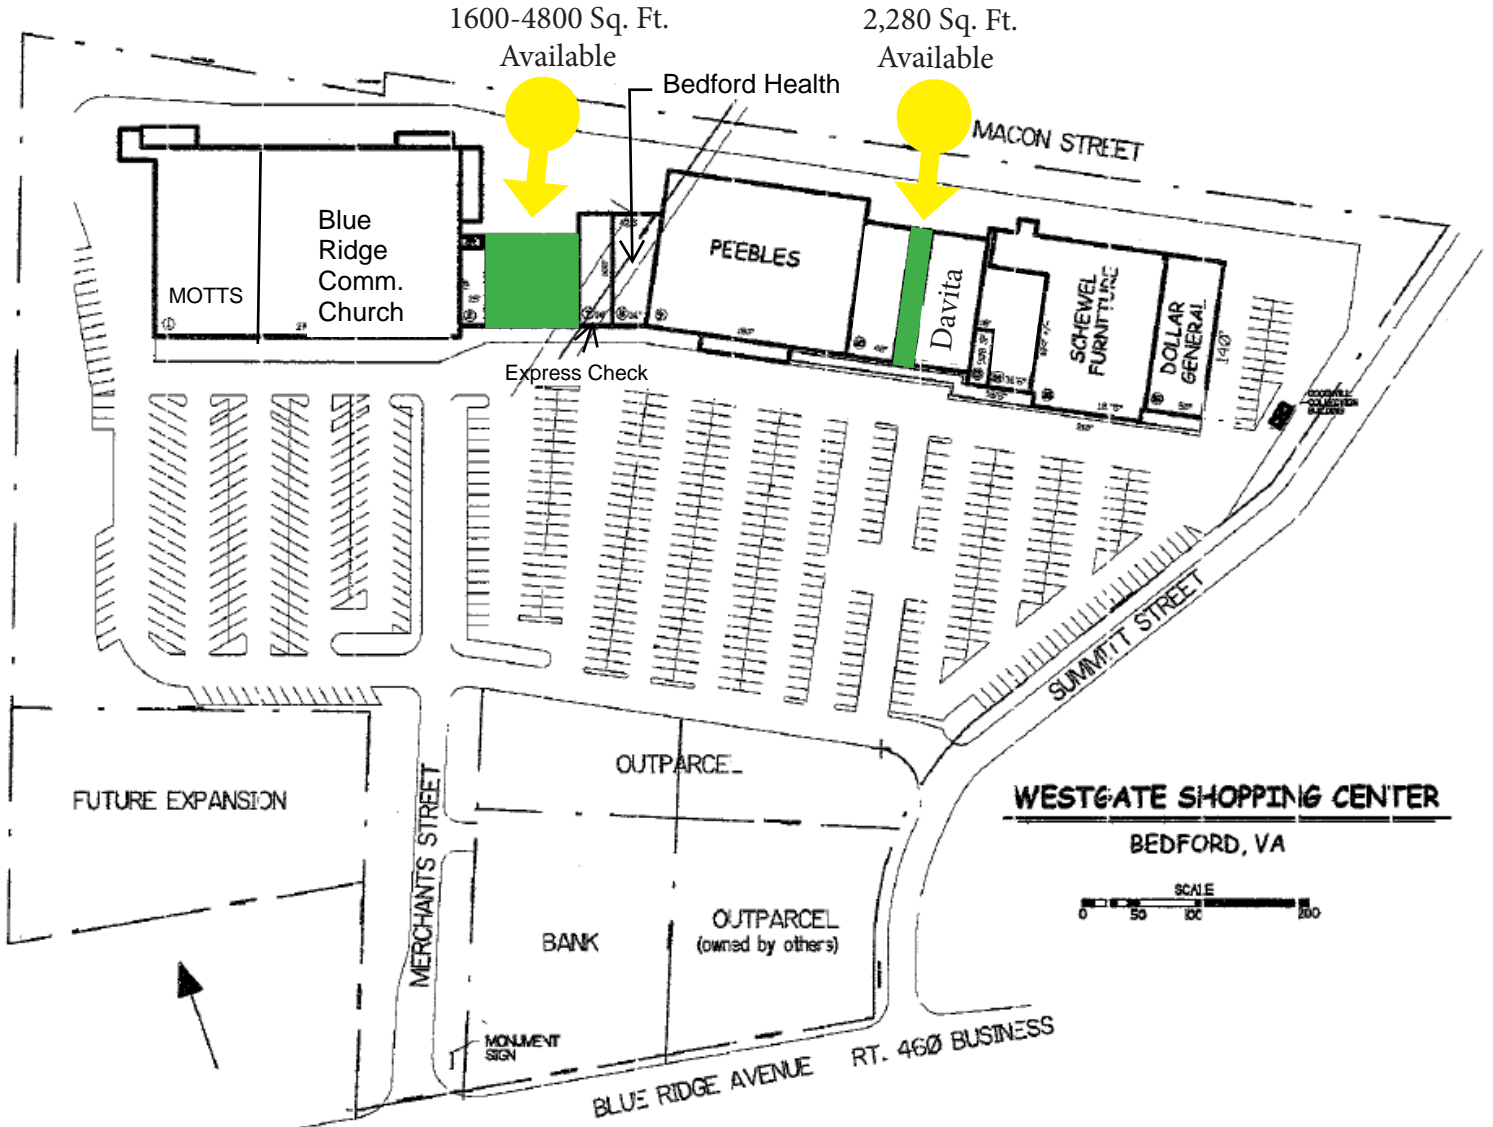 1600-4800 Sq. Ft.
Available
2,280 Sq. Ft.
Available
Bedford Health
MACON STREET
MOTTS
Blue
Ridge
Comm.
Church
PEEBLES
Davita
SCHEWEL
FURNITURE
DOLLAR
GENERAL
140'
Express Check
SUMMIT STREET
OUTPARCEL
FUTURE EXPANSION
MERCHANTS STREET
WESTGATE SHOPPING CENTER
BEDFORD, VA
SCALE
0 50 100 200
BANK
OUTPARCEL
(owned by others)
MONUMENT
SIGN
BLUE RIDGE AVENUE RT. 460 BUSINESS